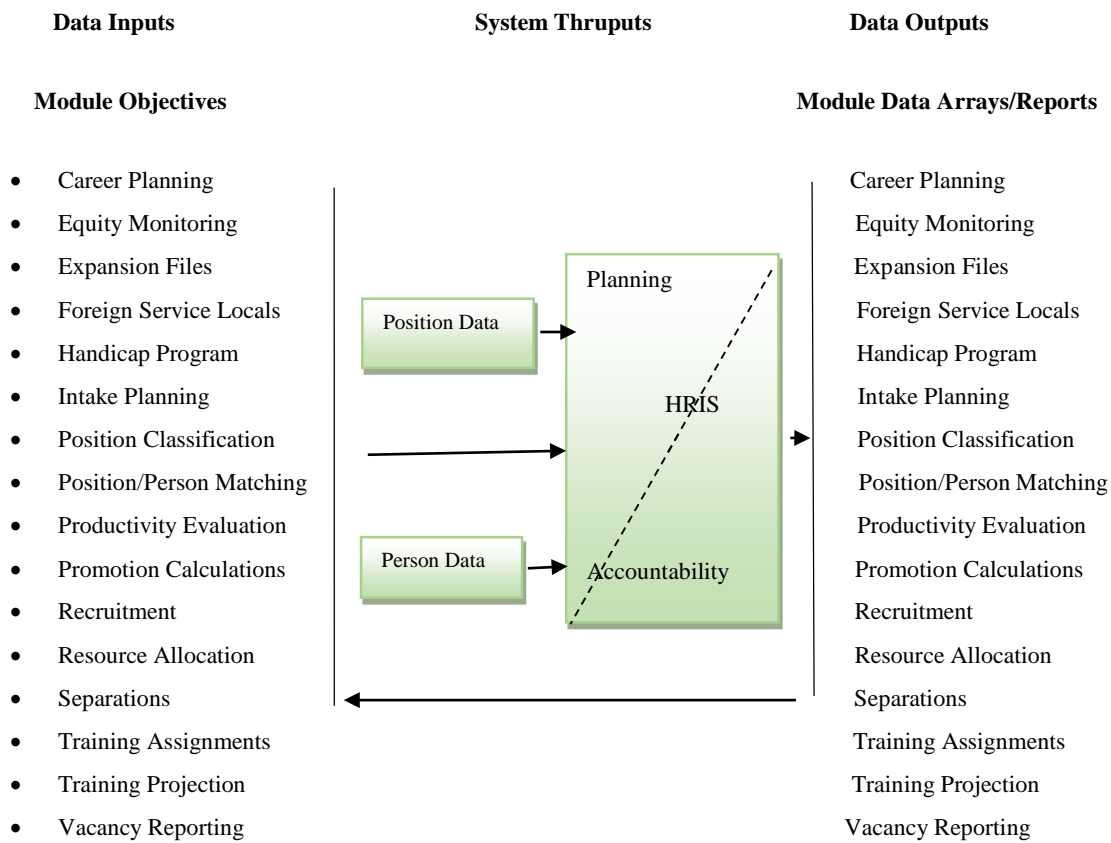 Data Inputs
System Thruputs
Data Outputs
Module Objectives
Module Data Arrays/Reports
• Career Planning
• Equity Monitoring
• Expansion Files
• Foreign Service Locals
• Handicap Program
• Intake Planning
• Position Classification
• Position/Person Matching
• Productivity Evaluation
• Promotion Calculations
• Recruitment
• Resource Allocation
• Separations
• Training Assignments
• Training Projection
• Vacancy Reporting
Position Data
Person Data
Planning
HRIS
Accountability
Career Planning
Equity Monitoring
Expansion Files
Foreign Service Locals
Handicap Program
Intake Planning
Position Classification
Position/Person Matching
Productivity Evaluation
Promotion Calculations
Recruitment
Resource Allocation
Separations
Training Assignments
Training Projection
Vacancy Reporting